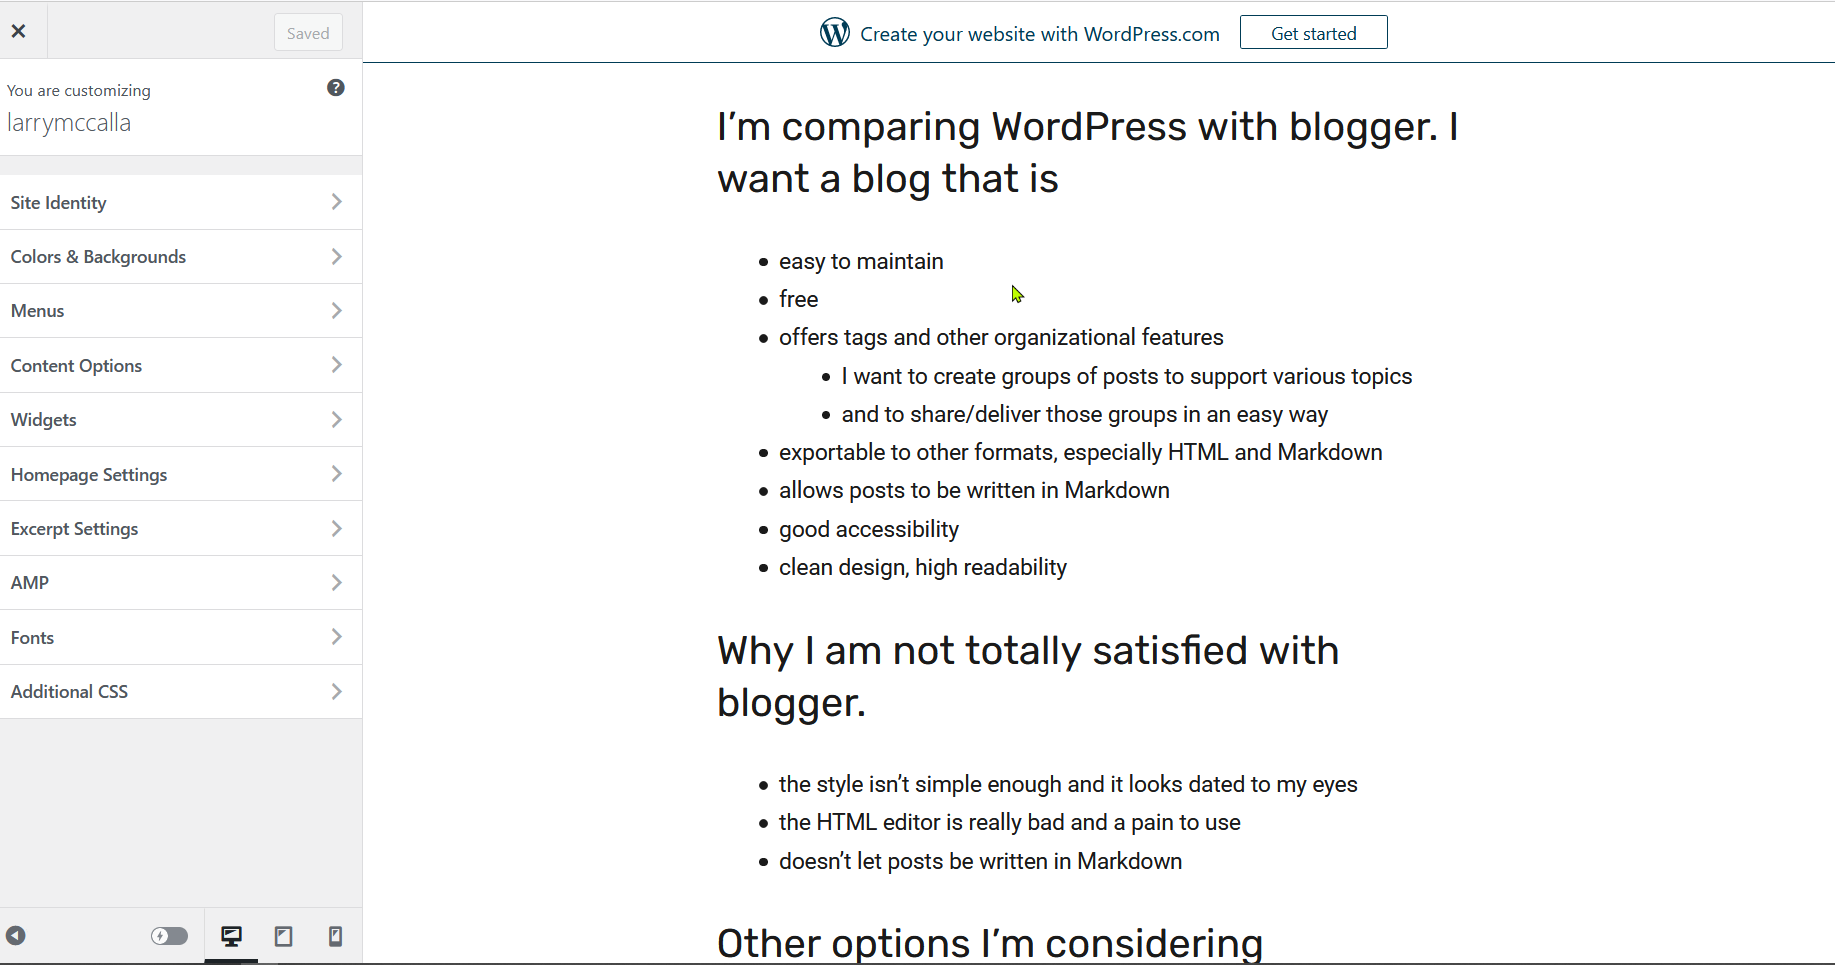 Saved
You are customizing
larrymccalla
Site Identity
Colors & Backgrounds
Menus
Content Options
Widgets
Homepage Settings
Excerpt Settings
AMP
Fonts
Additional CSS
Create your website with WordPress.com
Get started
I’m comparing WordPress with blogger. I
want a blog that is
easy to maintain
free
offers tags and other organizational features
I want to create groups of posts to support various topics
and to share/deliver those groups in an easy way
exportable to other formats, especially HTML and Markdown
allows posts to be written in Markdown
good accessibility
clean design, high readability
Why I am not totally satisfied with
blogger.
the style isn’t simple enough and it looks dated to my eyes
the HTML editor is really bad and a pain to use
doesn’t let posts be written in Markdown
Other options I’m considering